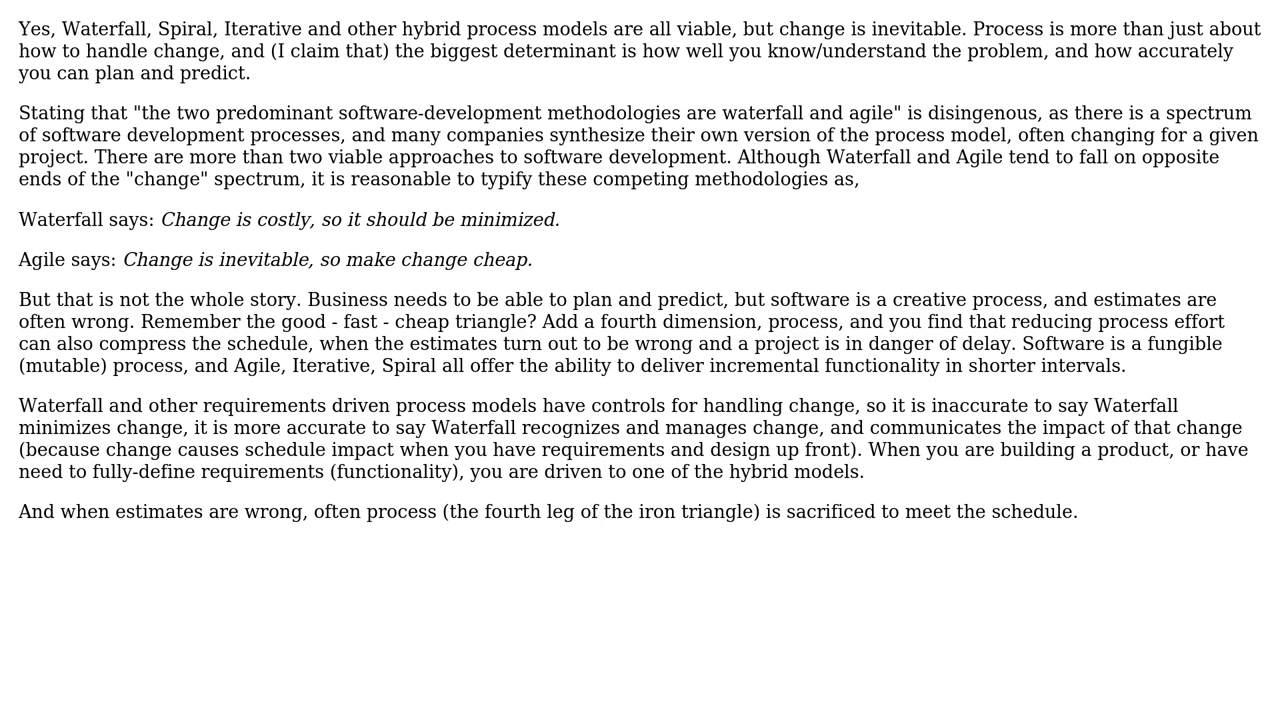 Yes, Waterfall, Spiral, Iterative and other hybrid process models are all viable, but change is inevitable. Process is more than just about
how to handle change, and (I claim that) the biggest determinant is how well you know/understand the problem, and how accurately
you can plan and predict.
Stating that "the two predominant software-development methodologies are waterfall and agile" is disingenous, as there is a spectrum
of software development processes, and many companies synthesize their own version of the process model, often changing for a given
project. There are more than two viable approaches to software development. Although Waterfall and Agile tend to fall on opposite
ends of the "change" spectrum, it is reasonable to typify these competing methodologies as,
Waterfall says: Change is costly, so it should be minimized.
Agile says: Change is inevitable, so make change cheap.
But that is not the whole story. Business needs to be able to plan and predict, but software is a creative process, and estimates are
often wrong. Remember the good - fast - cheap triangle? Add a fourth dimension, process, and you find that reducing process effort
can also compress the schedule, when the estimates turn out to be wrong and a project is in danger of delay. Software is a fungible
(mutable) process, and Agile, Iterative, Spiral all offer the ability to deliver incremental functionality in shorter intervals.
Waterfall and other requirements driven process models have controls for handling change, so it is inaccurate to say Waterfall
minimizes change, it is more accurate to say Waterfall recognizes and manages change, and communicates the impact of that change
(because change causes schedule impact when you have requirements and design up front). When you are building a product, or have
need to fully-define requirements (functionality), you are driven to one of the hybrid models.
And when estimates are wrong, often process (the fourth leg of the iron triangle) is sacrificed to meet the schedule.